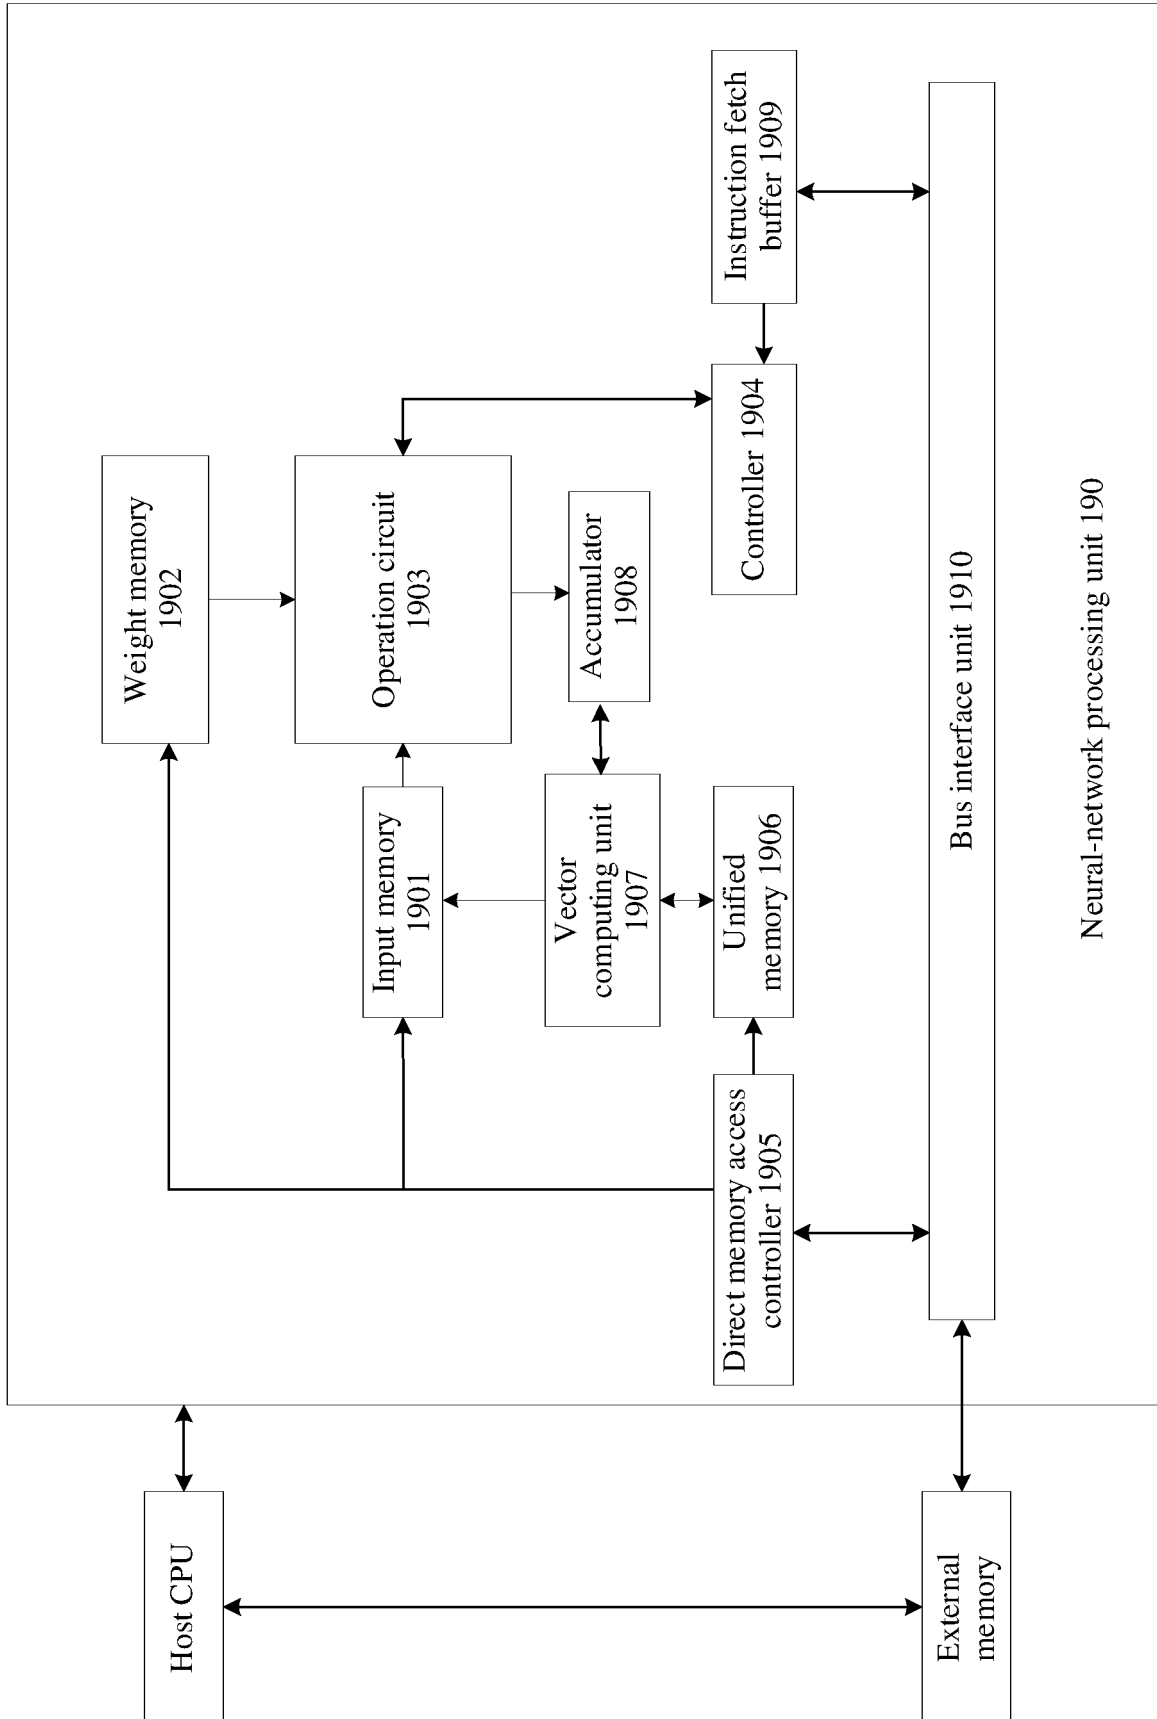 Host CPU
External
memory
Weight memory
1902
Input memory
1901
Operation circuit
1903
Vector
computing unit
1907
Accumulator
1908
Direct memory access
controller 1905
Unified
memory 1906
Controller 1904
Instruction fetch
buffer 1909
Bus interface unit 1910
Neural-network processing unit 190